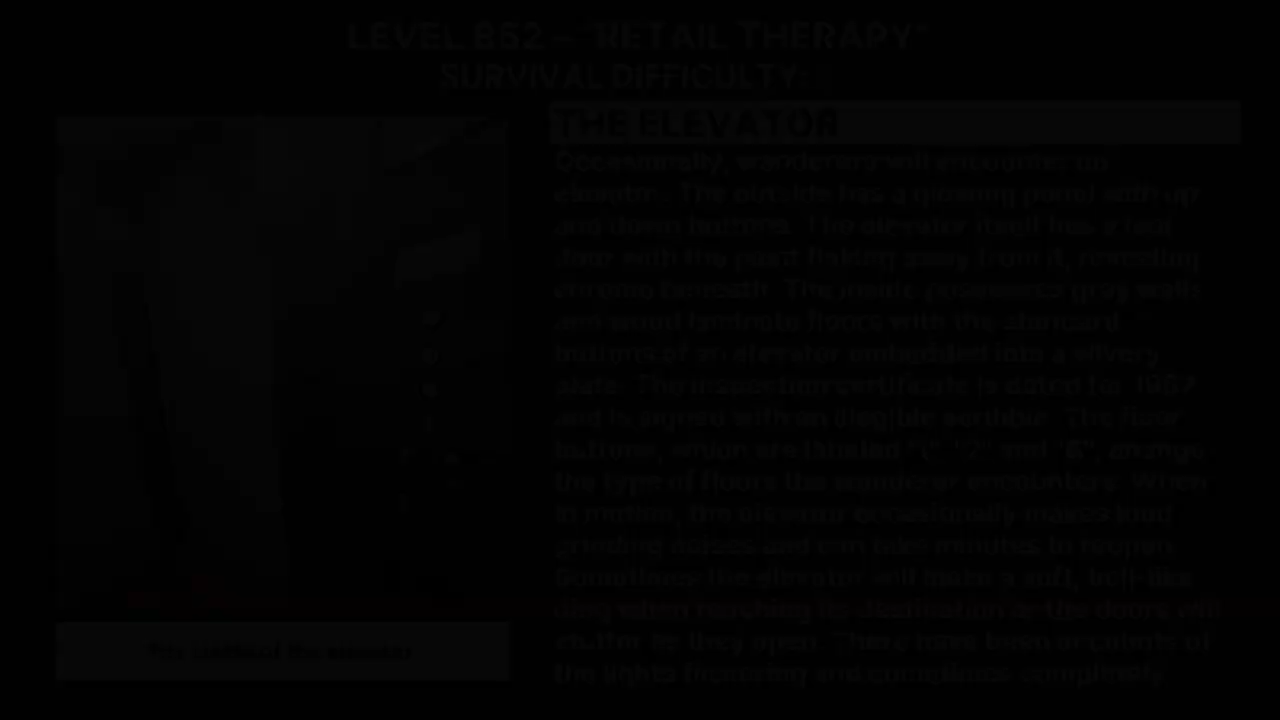 LEVEL 852 – "RETAIL THERAPY"
SURVIVAL DIFFICULTY:
THE ELEVATOR
Occasionally, wanderers will encounter an
elevator. The outside has a glowing panel with up
and down buttons. The elevator itself has a red
door with the paint flaking away from it, revealing
beneath. The inside possesses gray walls
and wood laminate floors with the standard
buttons of an elevator embedded into a silvery
plate. The inspection certificate is dated for 1967
and is signed with an illegible scribble. The floor
buttons, which are labeled "2" and "6", change
the type of floors the wanderer encounters. When
in motion, the elevator occasionally makes loud
grinding noises and can take minutes to
Sometimes the elevator will make a soft, bell-like
ding when reaching its destination or the doors will
stutter as they open. There have been accounts of
the lights flickering and sometimes completely
The inside of the elevator